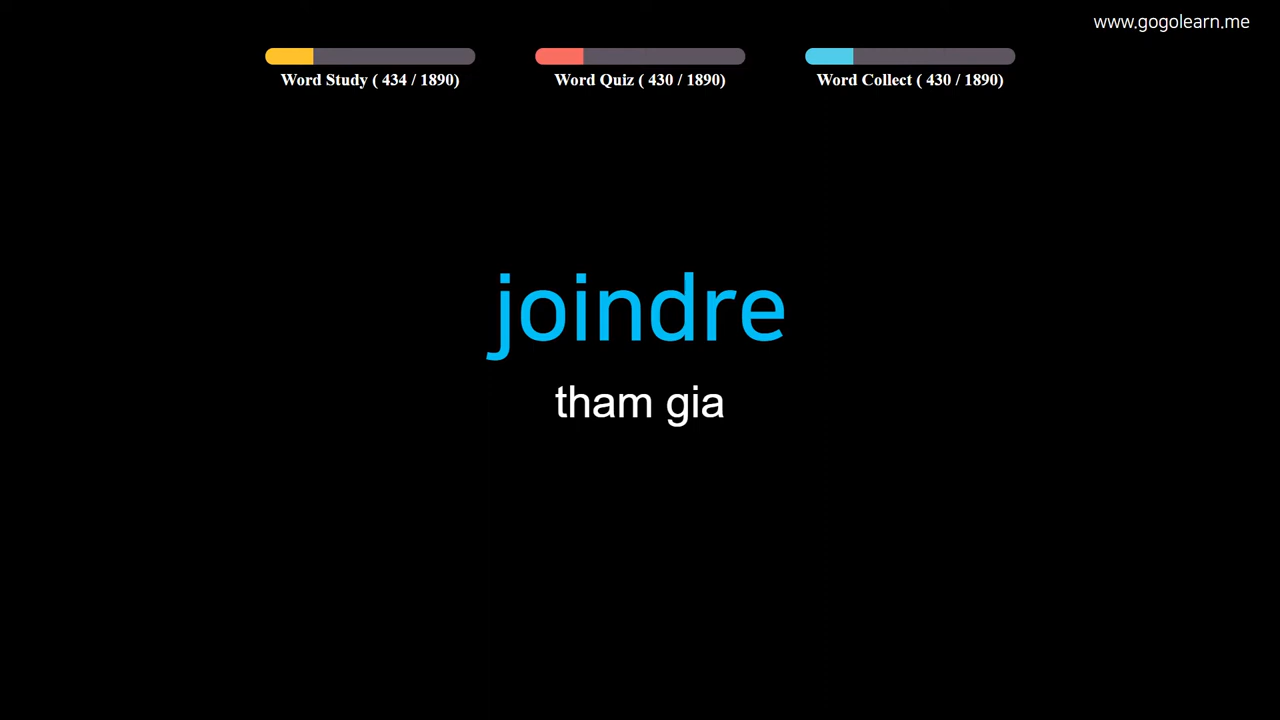 www.gogolearn.me
Word Study ( 434 / 1890)
Word Quiz ( 430 / 1890)
Word Collect ( 430 / 1890)
joindre
tham gia